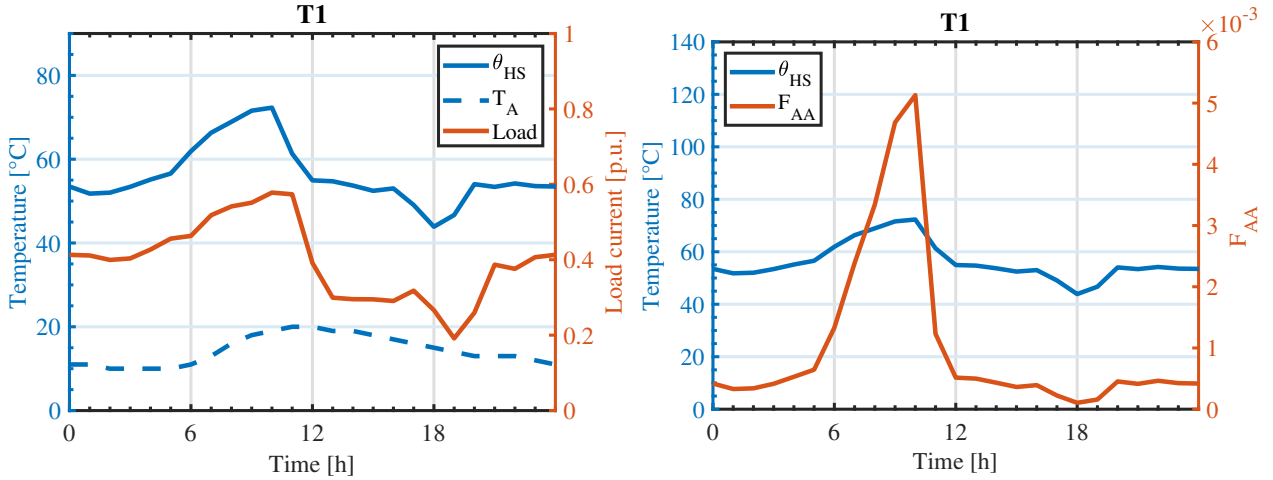 T1
80
60
40
20
0
Temperature [°C]
θ_HS
T_A
Load
1
0.8
0.6
0.4
0.2
0
Load current [p.u.]
0 6 12 18
Time [h]
T1
×10⁻³
140
120
100
80
60
40
20
0
Temperature [°C]
θ_HS
F_AA
6
5
4
3
2
1
0
F_AA
0 6 12 18
Time [h]